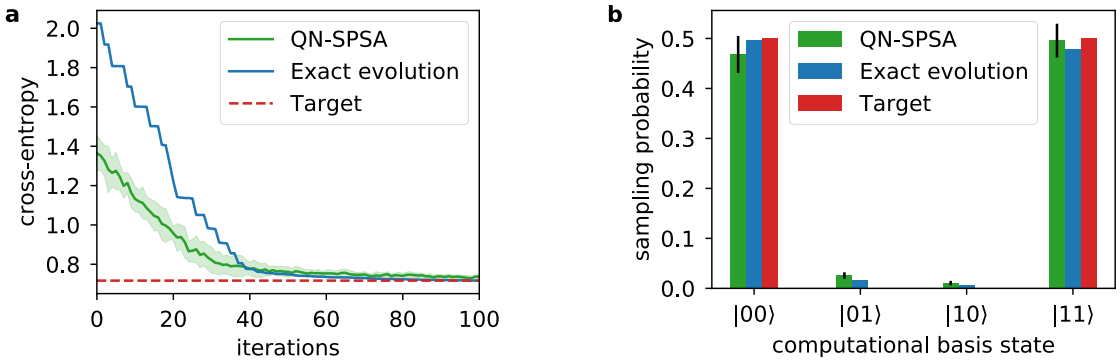 a
2.0
1.8
1.6
1.4
1.2
1.0
0.8
cross-entropy
0
20
40
60
80
100
iterations
QN-SPSA
Exact evolution
Target
b
0.5
0.4
0.3
0.2
0.1
0.0
sampling probability
|00⟩
|01⟩
|10⟩
|11⟩
computational basis state
QN-SPSA
Exact evolution
Target